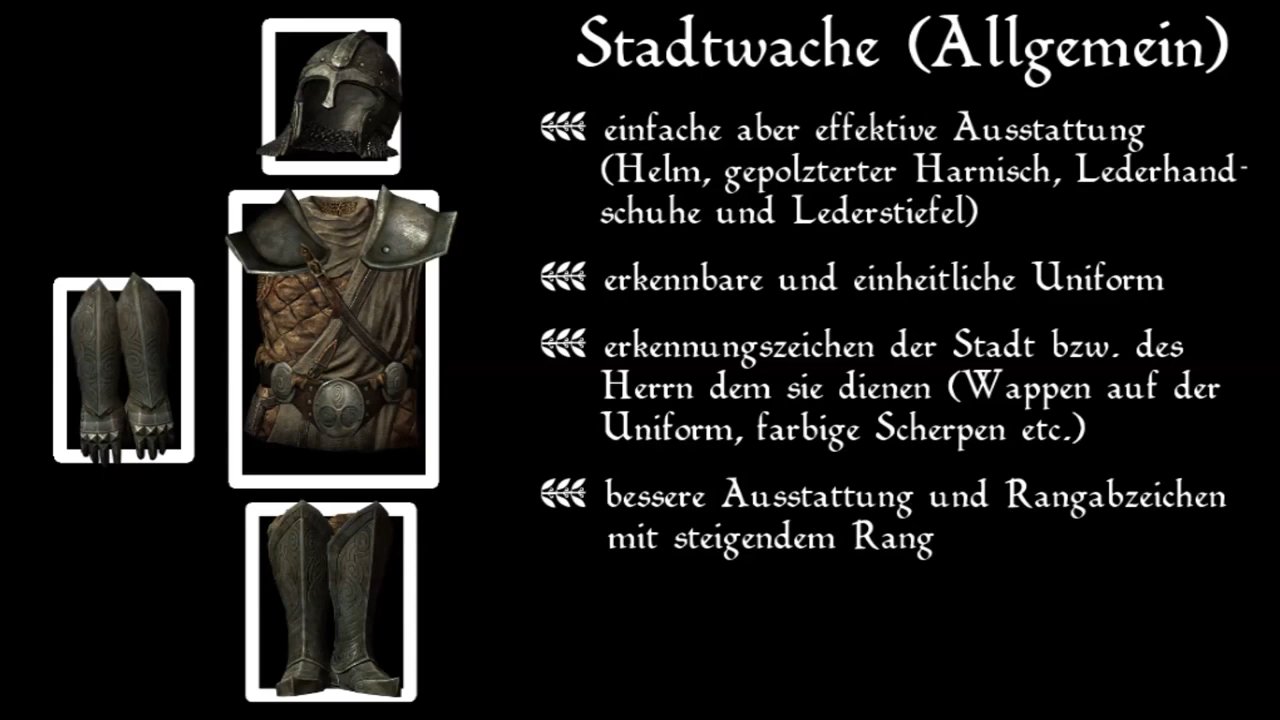 Stadtwache (Allgemein)
einfache aber effektive Ausstattung
(Helm, gepolzterter Harnisch, Lederhand-
schuhe und Lederstiefel)
erkennbare und einheitliche Uniform
erkennungszeichen der Stadt bzw. des
Herrn dem sie dienen (Wappen auf der
Uniform, farbige Scherpen etc.)
bessere Ausstattung und Rangabzeichen
mit steigendem Rang